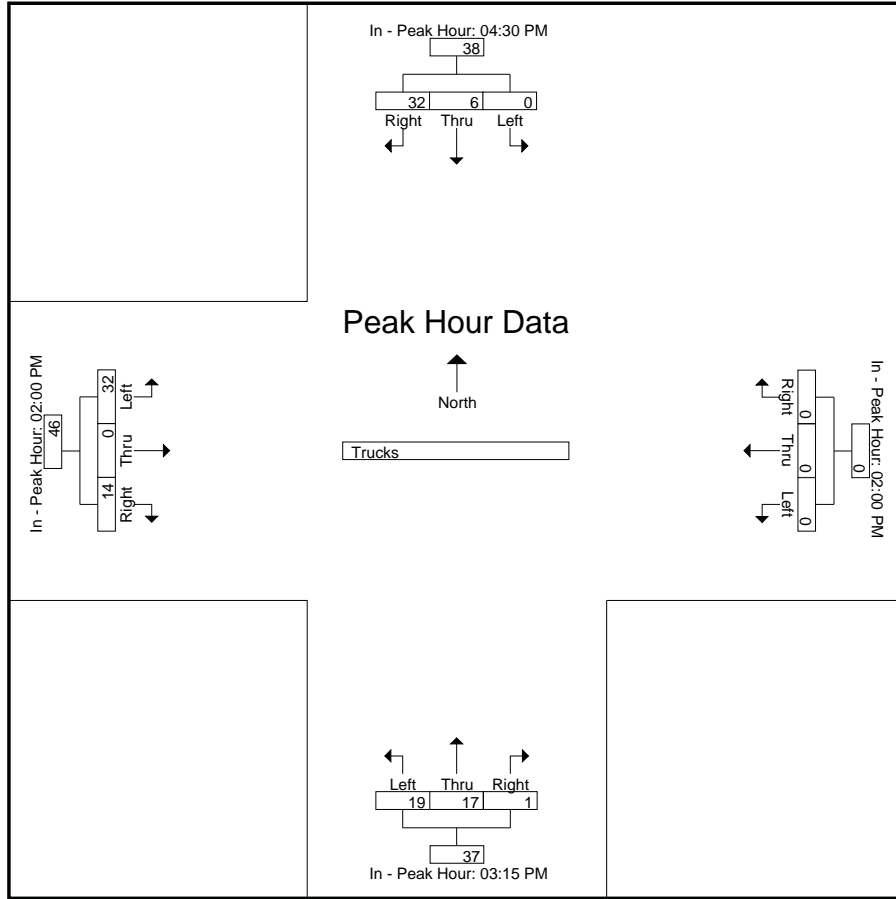 In - Peak Hour: 04:30 PM
38
32 6 0
Right Thru Left
Peak Hour Data
North
Trucks
In - Peak Hour: 02:00 PM
46
32 0 14
Left Thru Right
In - Peak Hour: 02:00 PM
0
0 0 0
Right Thru Left
Left Thru Right
19 17 1
37
In - Peak Hour: 03:15 PM